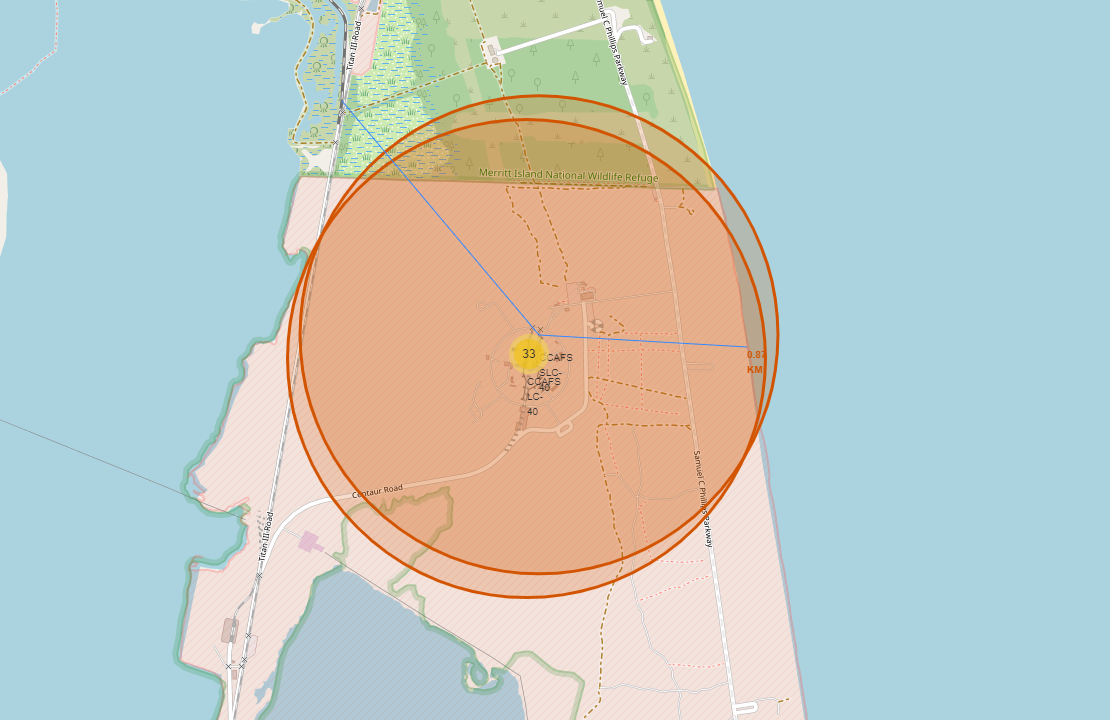 Titan III Road
Samuel C Phillips Parkway
Merritt Island National Wildlife Refuge
33
CCAFS
SLC-
40
CCAFS
LC-
40
0.87
KM
Centaur Road
Samuel C Phillips Parkway
Titan III Road